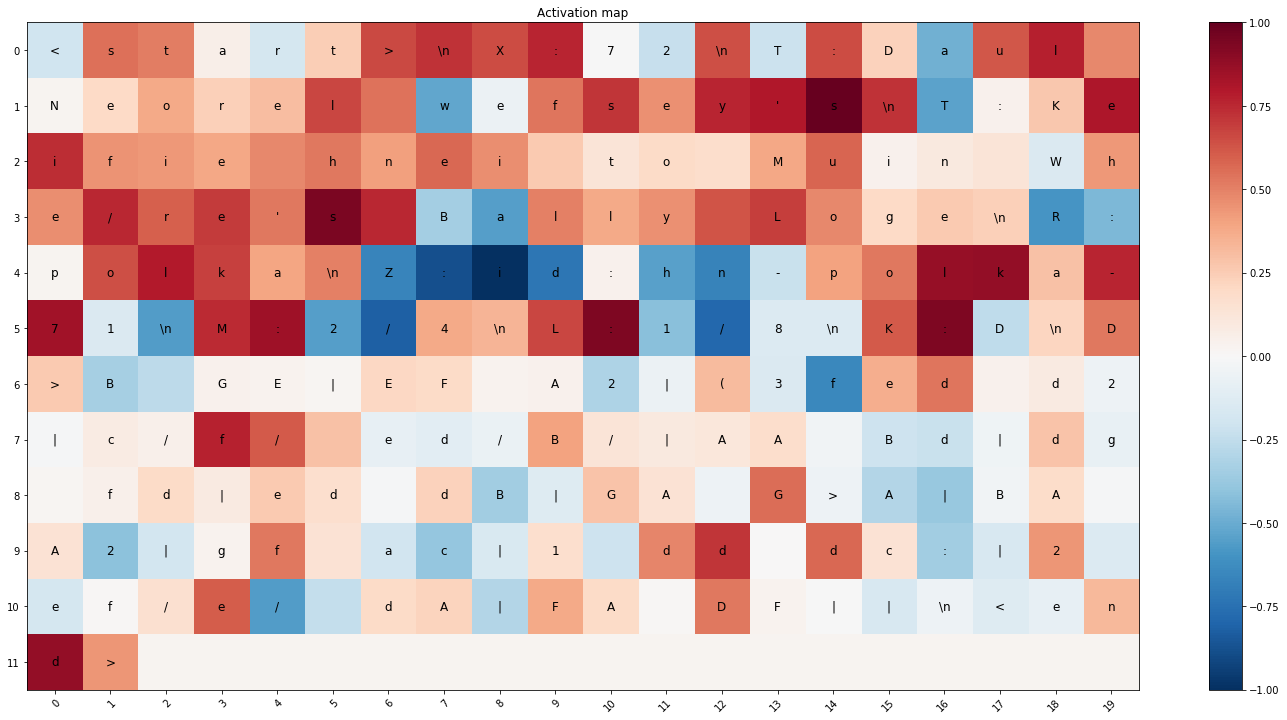 Activation map
0 < s t a r t > \n X : 7 2 \n T : D a u l
1 N e o r e l w e f s e y ' s \n T : K e
2 i f i e h n e i t o M u i n W h
3 e / r e ' s B a l l y L o g e \n R :
4 p o l k a \n Z : i d : h n - p o l k a -
5 7 1 \n M : 2 / 4 \n L : 1 / 8 \n K : D \n D
6 > B G E | E F A 2 | ( 3 f e d d 2
7 | c / f / e d / B / | A A B d | d g
8 f d | e d d B | G A G > A | B A
9 A 2 | g f a c | 1 d d d c : | 2
10 e f / e / d A | F A D F | | \n < e n
11 d >
0 1 2 3 4 5 6 7 8 9 10 11 12 13 14 15 16 17 18 19
1.00
0.75
0.50
0.25
0.00
−0.25
−0.50
−0.75
−1.00